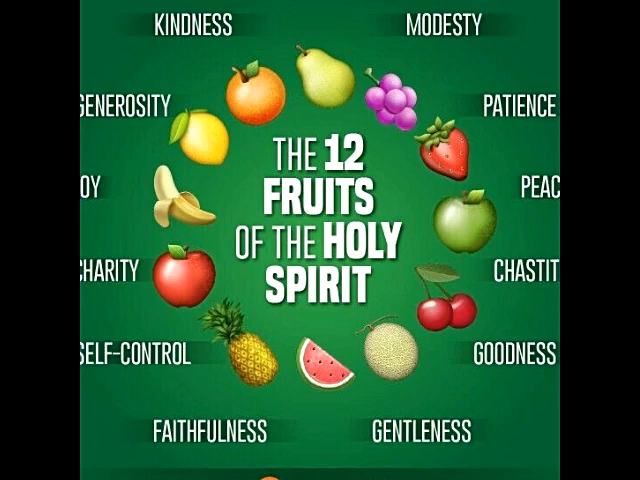 KINDNESS MODESTY
GENEROSITY PATIENCE
THE 12
FRUITS
OY PEAC
OF THE HOLY
CHARITY CHASTIT
SPIRIT
SELF-CONTROL GOODNESS
FAITHFULNESS GENTLENESS